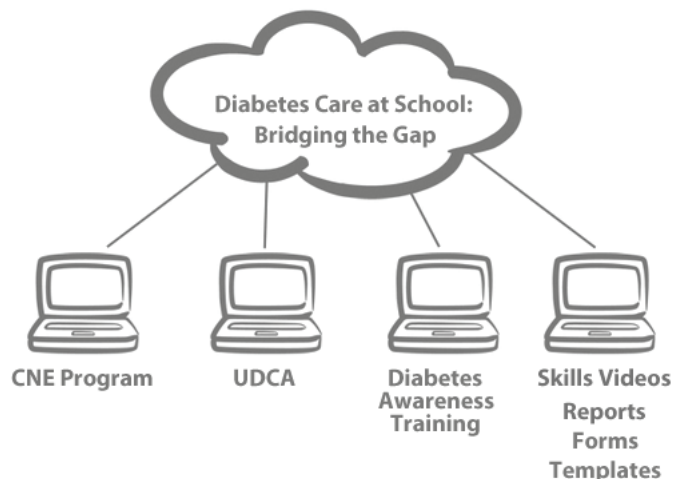 Diabetes Care at School:
Bridging the Gap
CNE Program
UDCA
Diabetes
Awareness
Training
Skills Videos
Reports
Forms
Templates